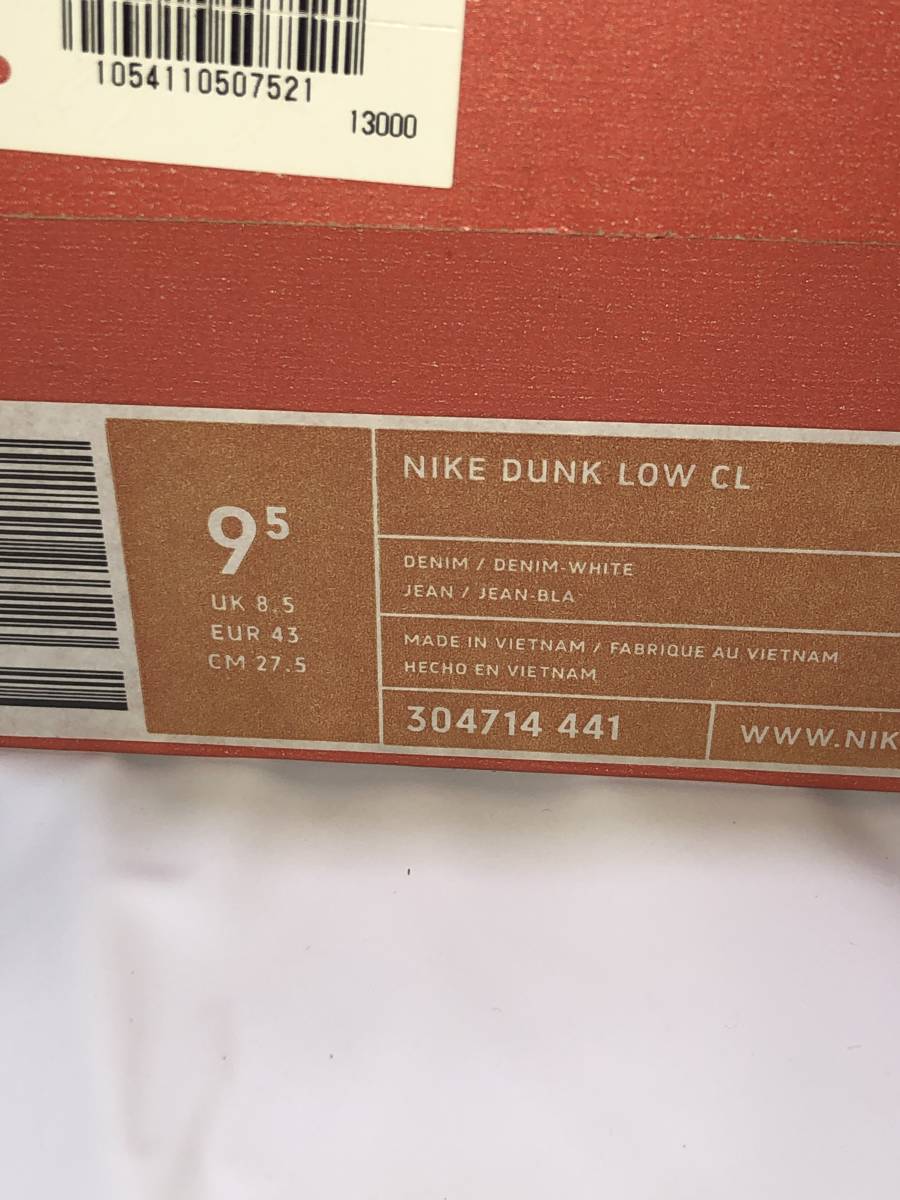 1054110507521
13000
9⁵
UK 8.5
EUR 43
CM 27.5
NIKE DUNK LOW CL
DENIM / DENIM-WHITE
JEAN / JEAN-BLA
MADE IN VIETNAM / FABRIQUE AU VIETNAM
HECHO EN VIETNAM
304714 441
WWW.NIK